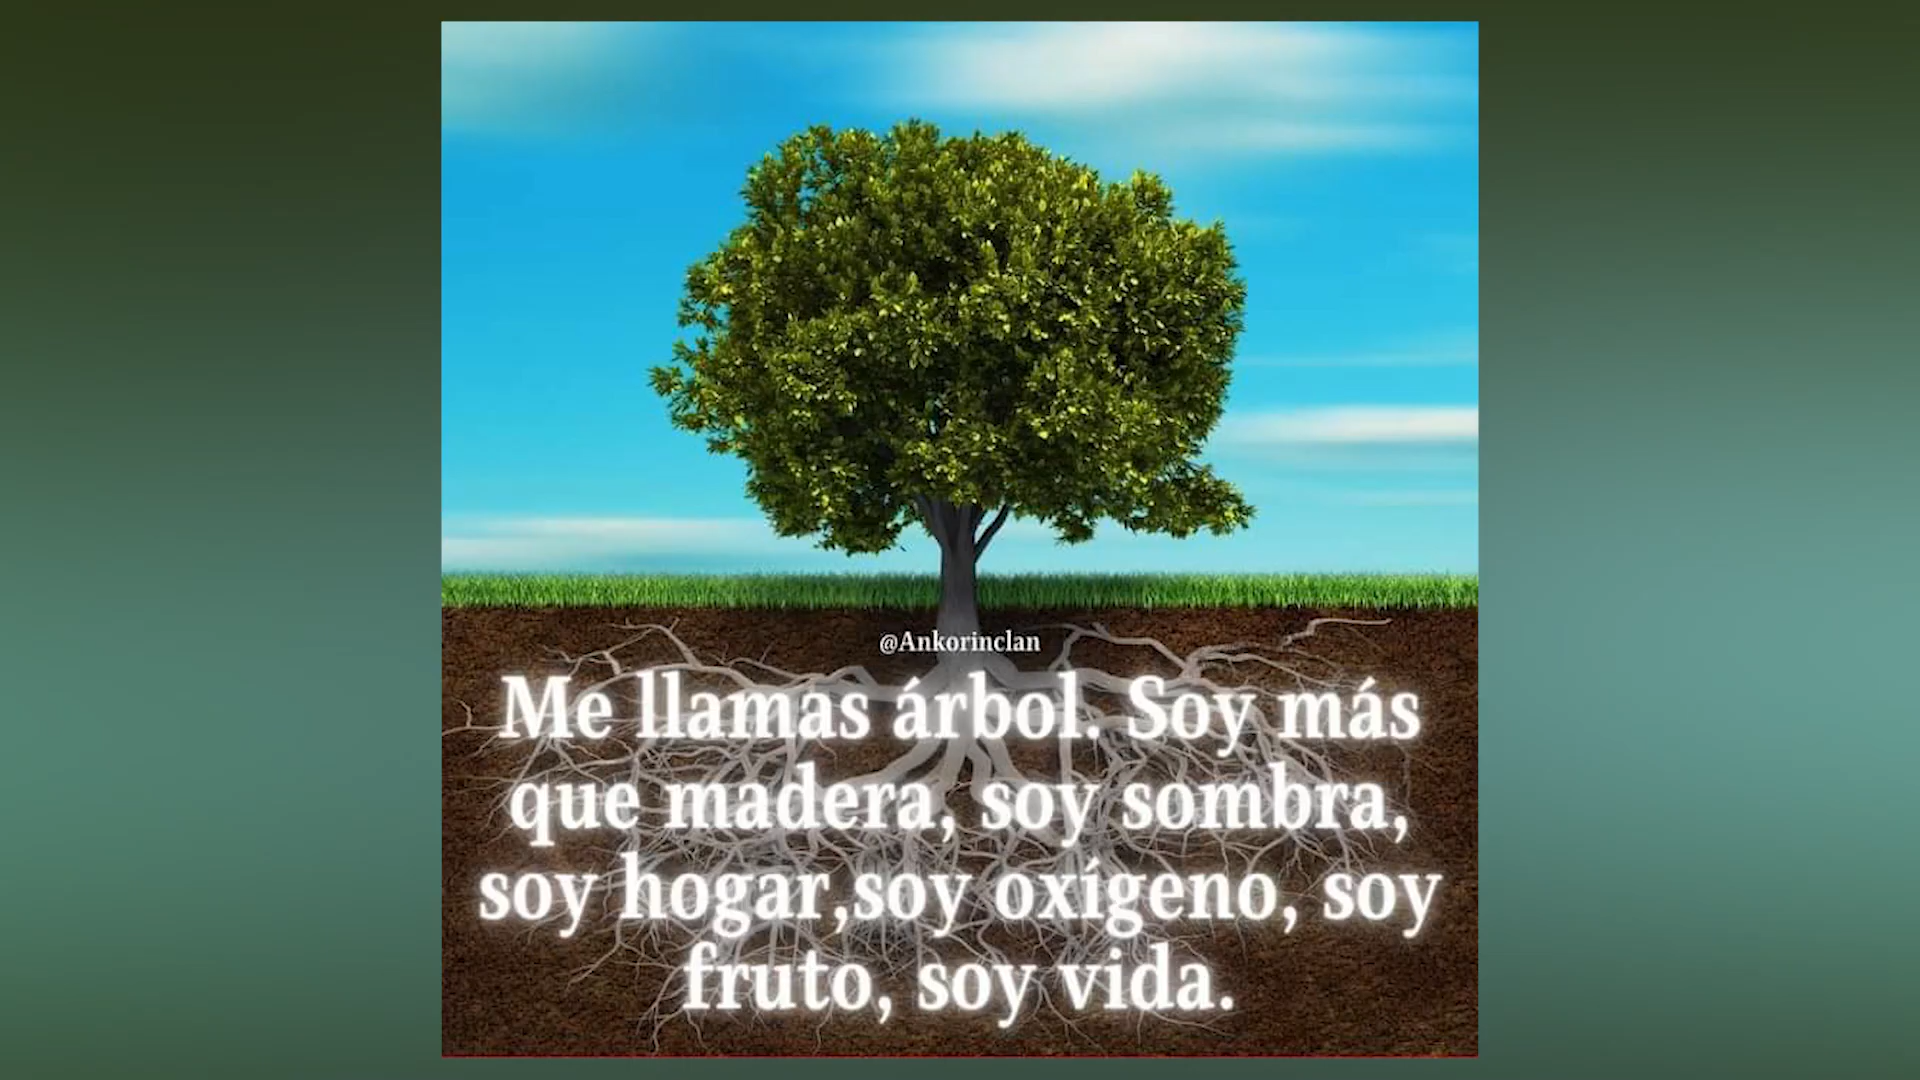 @Ankorinclan
Me llamas árbol. Soy más
que madera, soy sombra,
soy hogar,soy oxígeno, soy
fruto, soy vida.